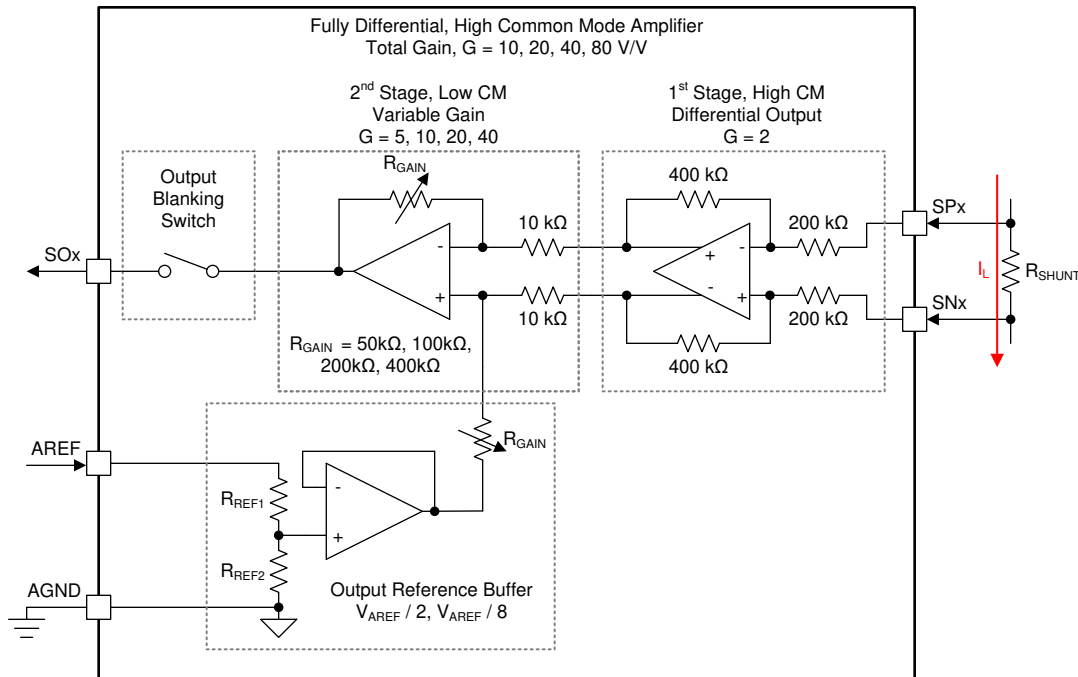 Fully Differential, High Common Mode Amplifier
Total Gain, G = 10, 20, 40, 80 V/V
2nd Stage, Low CM
Variable Gain
G = 5, 10, 20, 40
1st Stage, High CM
Differential Output
G = 2
Output
Blanking
Switch
RGAIN
400 kΩ
10 kΩ
200 kΩ
SPx
-
+
-
+
SOx
IL
RSHUNT
+
-
+
10 kΩ
200 kΩ
SNx
RGAIN = 50kΩ, 100kΩ,
200kΩ, 400kΩ
400 kΩ
AREF
RGAIN
RREF1
-
+
RREF2
AGND
Output Reference Buffer
VAREF / 2, VAREF / 8